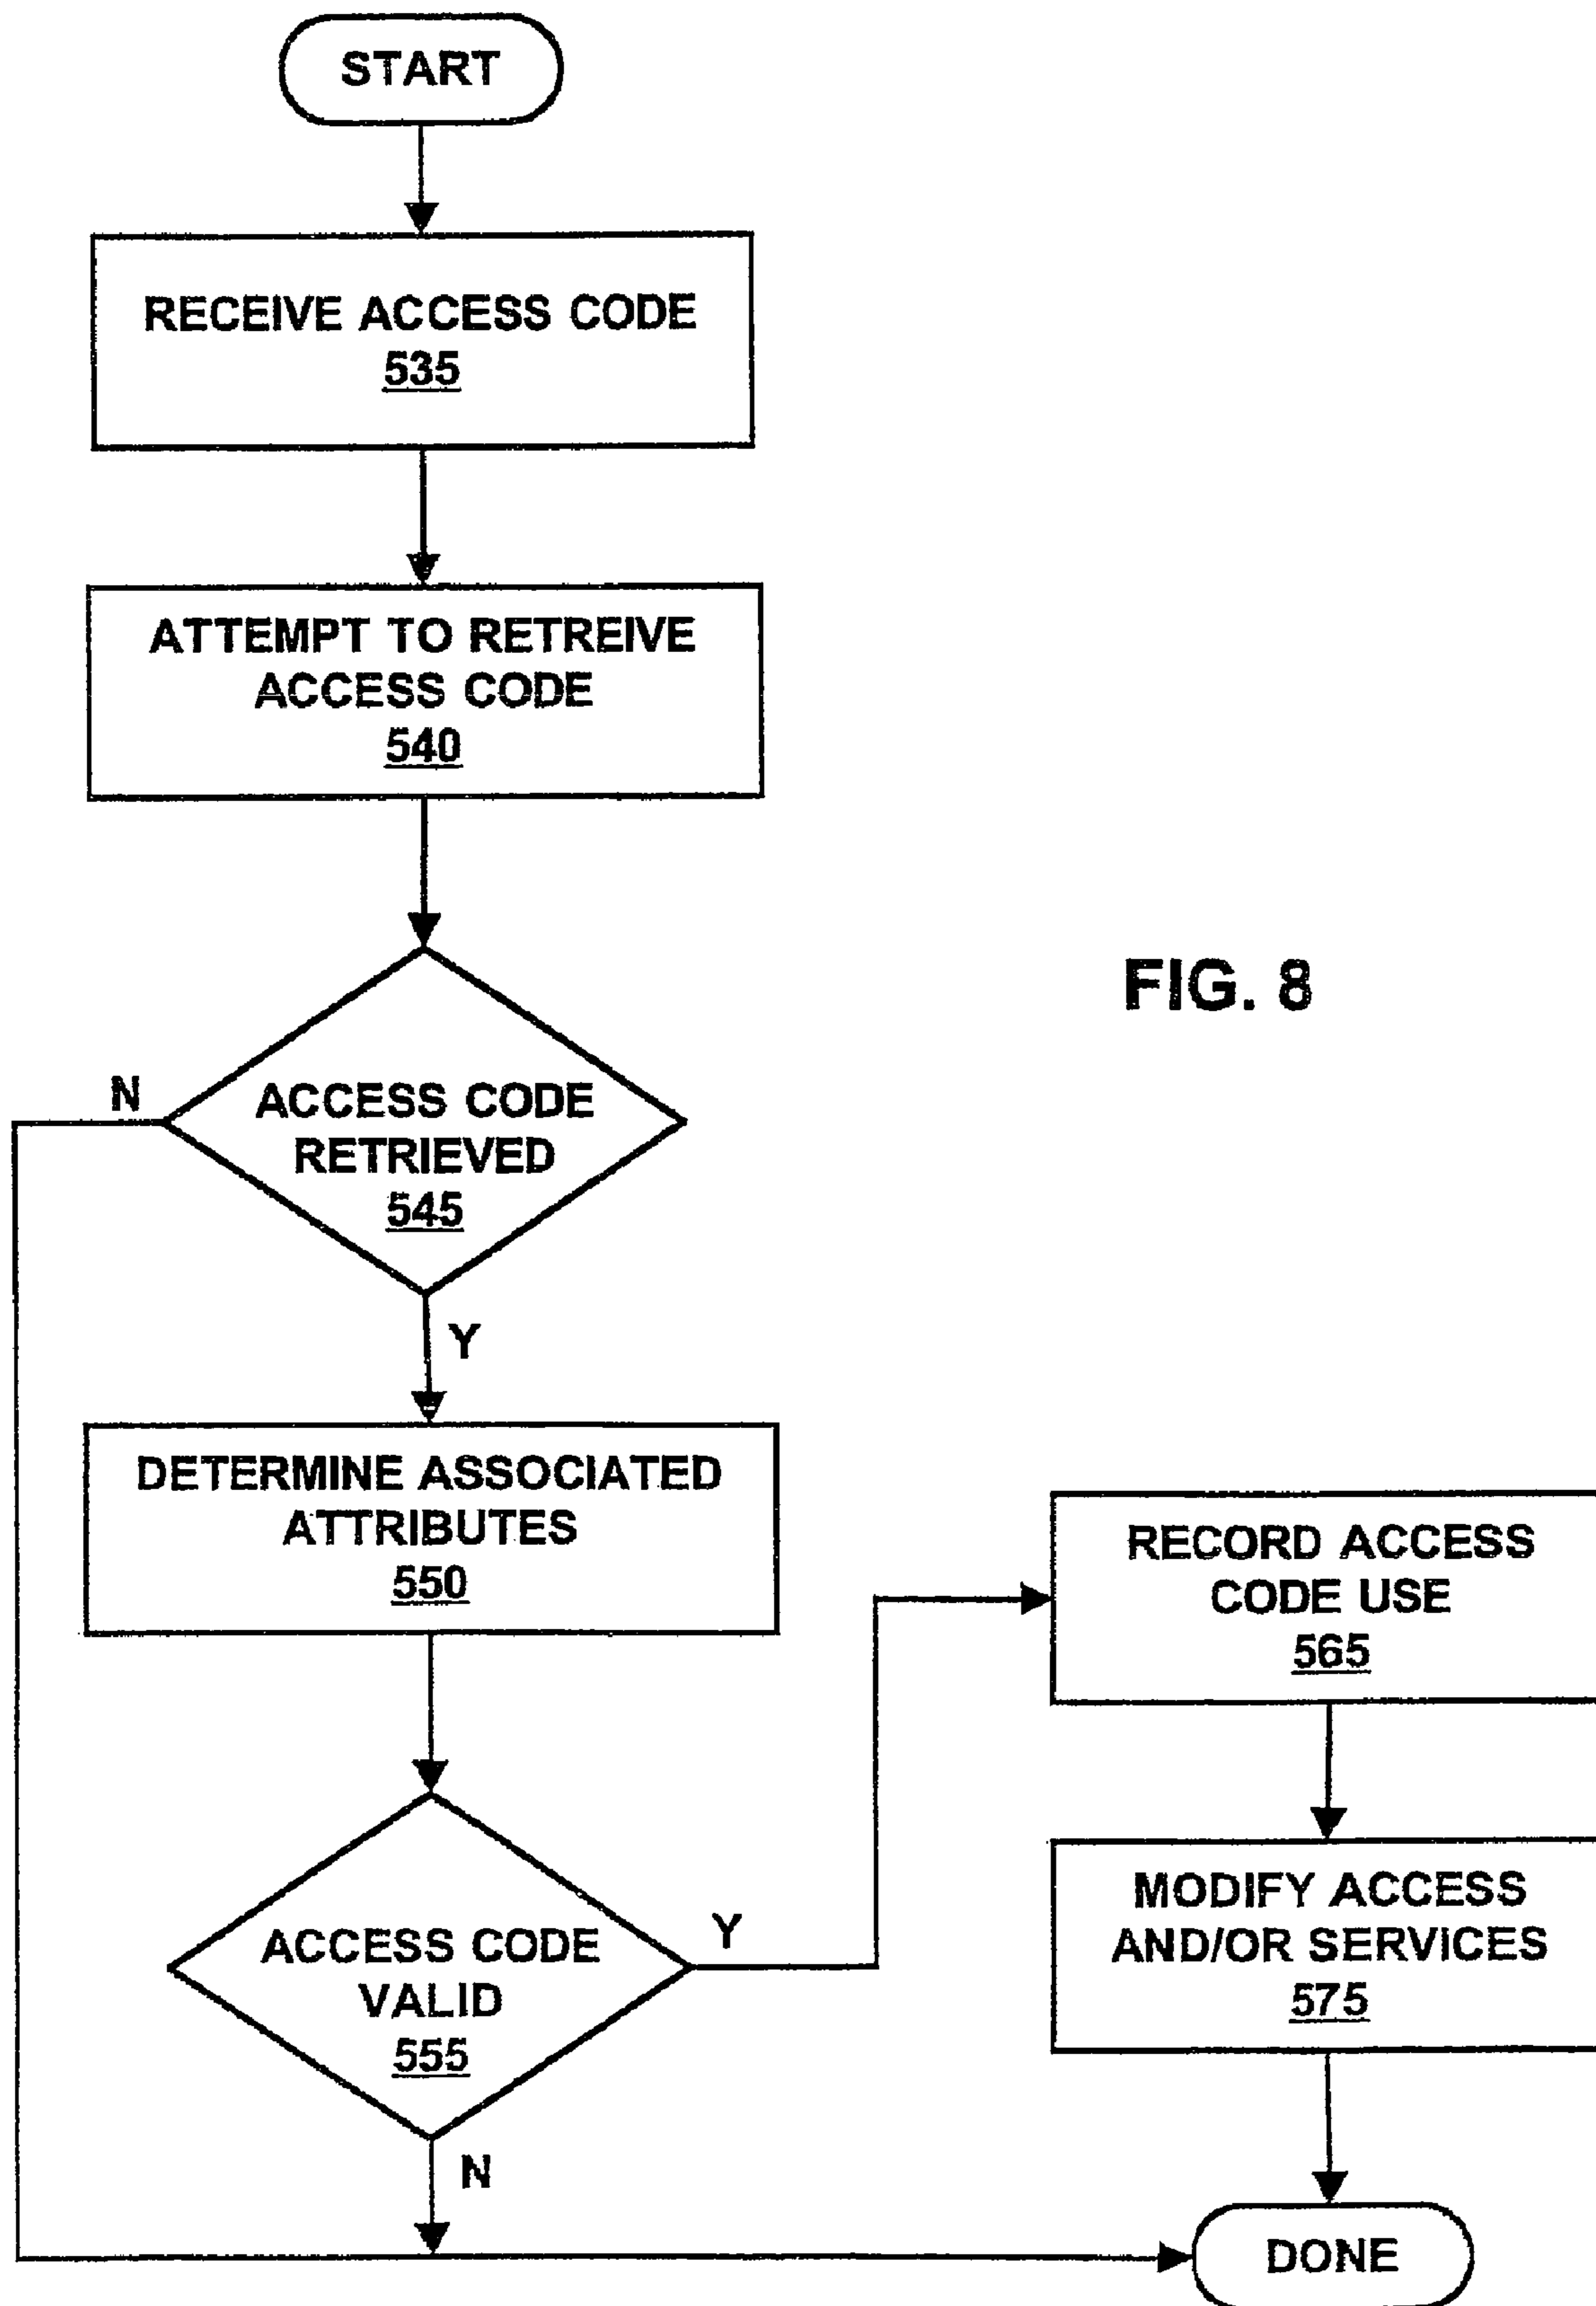 START
RECEIVE ACCESS CODE
535
ATTEMPT TO RETREIVE
ACCESS CODE
540
FIG. 8
N
ACCESS CODE
RETRIEVED
545
Y
DETERMINE ASSOCIATED
ATTRIBUTES
550
RECORD ACCESS
CODE USE
565
ACCESS CODE
VALID
555
Y
N
MODIFY ACCESS
AND/OR SERVICES
575
DONE